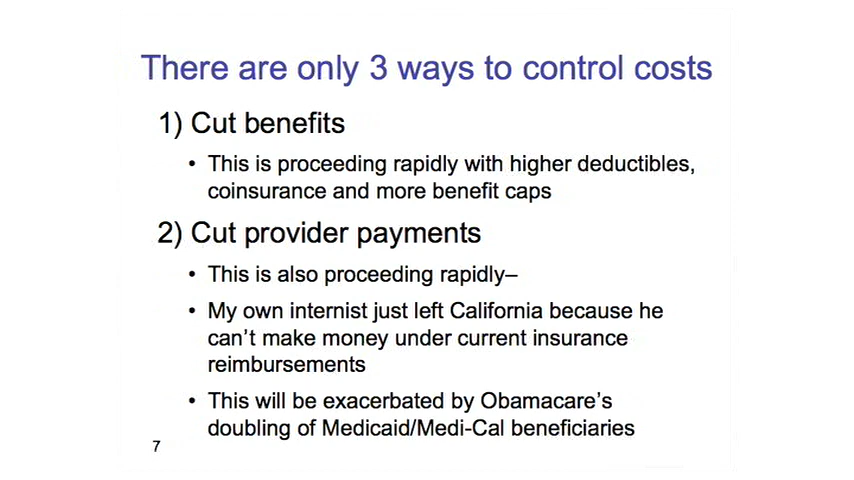 There are only 3 ways to control costs
1) Cut benefits
• This is proceeding rapidly with higher deductibles,
coinsurance and more benefit caps
2) Cut provider payments
• This is also proceeding rapidly–
• My own internist just left California because he
can't make money under current insurance
reimbursements
• This will be exacerbated by Obamacare's
doubling of Medicaid/Medi-Cal beneficiaries
7